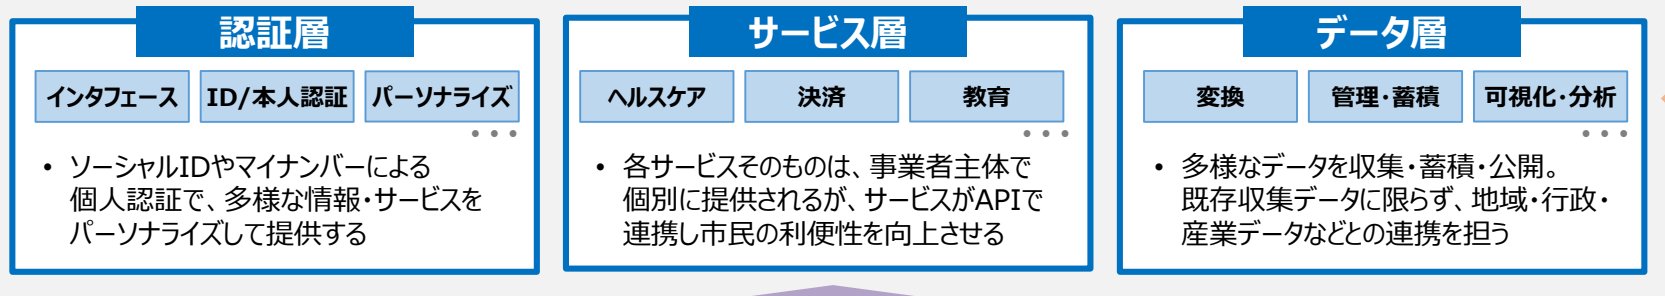 認証層
インタフェース
ID/本人認証
パーソナライズ
• • •
• ソーシャルIDやマイナンバーによる
個人認証で、多様な情報・サービスを
パーソナライズして提供する
サービス層
ヘルスケア
決済
教育
• • •
• 各サービスそのものは、事業者主体で
個別に提供されるが、サービスがAPIで
連携し市民の利便性を向上させる
データ層
変換
管理・蓄積
可視化・分析
• • •
• 多様なデータを収集・蓄積・公開。
既存収集データに限らず、地域・行政・
産業データなどとの連携を担う